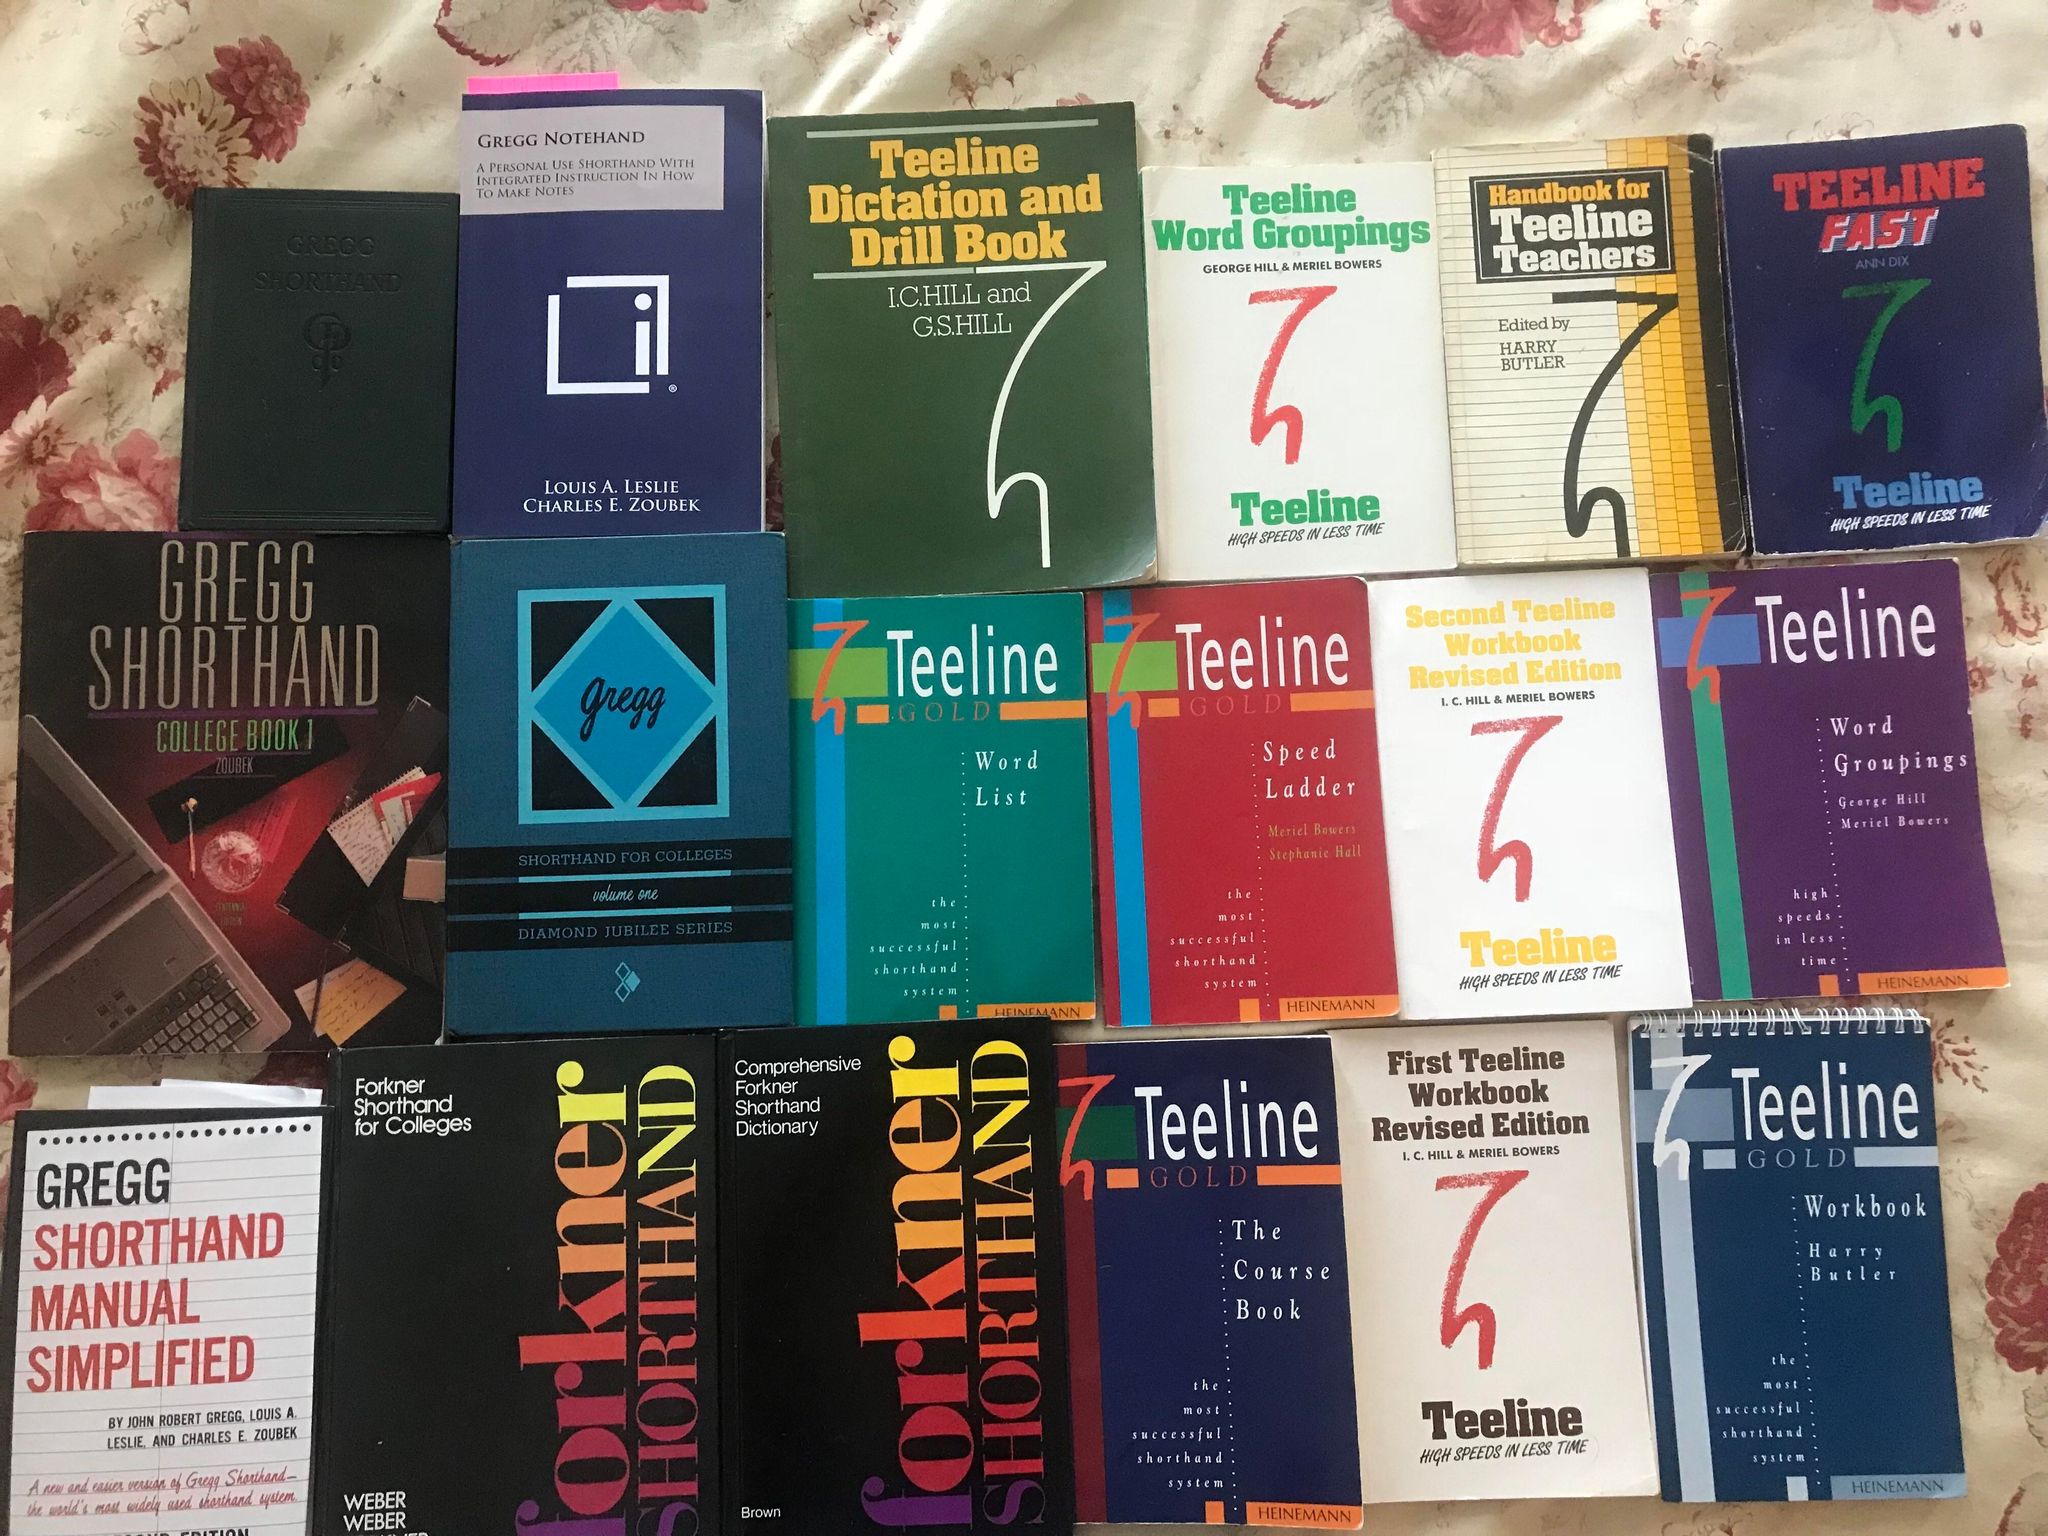 GREGG
SHORTHAND
GREGG NOTEHAND
A PERSONAL USE SHORTHAND WITH
INTEGRATED INSTRUCTION IN HOW
TO MAKE NOTES
i
®
LOUIS A. LESLIE
CHARLES E. ZOUBEK
Teeline
Dictation and
Drill Book
I.C.HILL and
G.S.HILL
Teeline
Word Groupings
GEORGE HILL & MERIEL BOWERS
Teeline
HIGH SPEEDS IN LESS TIME
Handbook for
Teeline
Teachers
Edited by
HARRY
BUTLER
TEELINE
FAST
ANN DIX
Teeline
HIGH SPEEDS IN LESS TIME
GREGG
SHORTHAND
COLLEGE BOOK 1
ZOUBEK
CENTENNIAL
EDITION
gregg
SHORTHAND FOR COLLEGES
volume one
DIAMOND JUBILEE SERIES
Teeline
GOLD
Word
List
the
most
successful
shorthand
system
HEINEMANN
Teeline
GOLD
Speed
Ladder
Meriel Bowers
Stephanie Hall
the
most
successful
shorthand
system
HEINEMANN
Second Teeline
Workbook
Revised Edition
I. C. HILL & MERIEL BOWERS
Teeline
HIGH SPEEDS IN LESS TIME
Teeline
Word
Groupings
George Hill
Meriel Bowers
high
speeds
in less
time
HEINEMANN
GREGG
SHORTHAND
MANUAL
SIMPLIFIED
BY JOHN ROBERT GREGG, LOUIS A.
LESLIE, AND CHARLES E. ZOUBEK
A new and easier version of Gregg Shorthand—
the world's most widely used shorthand system.
SECOND EDITION
Forkner
Shorthand
for Colleges
forkner
SHORTHAND
WEBER
WEBER
Comprehensive
Forkner
Shorthand
Dictionary
forkner
SHORTHAND
Brown
Teeline
GOLD
The
Course
Book
the
most
successful
shorthand
system
HEINEMANN
First Teeline
Workbook
Revised Edition
I. C. HILL & MERIEL BOWERS
Teeline
HIGH SPEEDS IN LESS TIME
Teeline
GOLD
Workbook
Harry
Butler
the
most
successful
shorthand
system
HEINEMANN